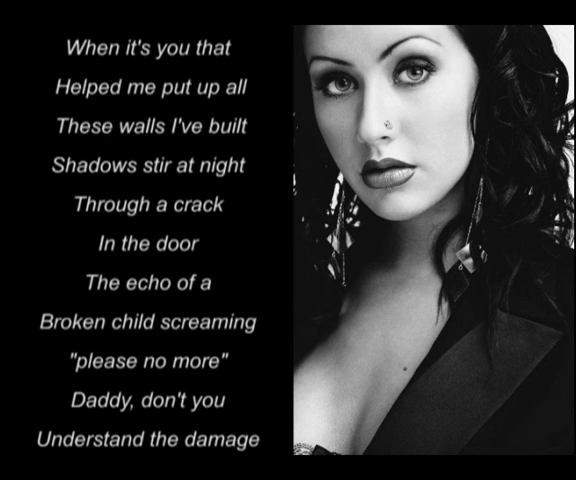 When it's you that
Helped me put up all
These walls I've built
Shadows stir at night
Through a crack
In the door
The echo of a
Broken child screaming
"please no more"
Daddy, don't you
Understand the damage